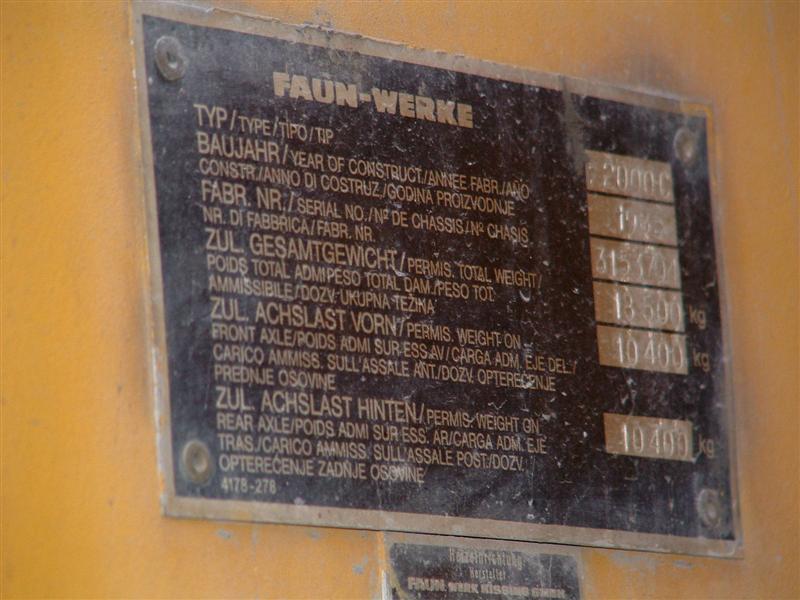 FAUN-WERKE
TYP/TYPE/TIPO/TIP
BAUJAHR/YEAR OF CONSTRUCT./ANNEE FABR./AÑO
CONSTR./ANNO DI COSTRUZ./GODINA PROIZVODNJE
FABR. NR./SERIAL NO./Nº DE CHASSIS/Nº CHASIS
NR. DI FABBRICA/FABR. NR.
ZUL. GESAMTGEWICHT/PERMIS. TOTAL WEIGHT/
POIDS TOTAL ADMI PESO TOTAL DAM./PESO TOT.
AMMISSIBILE/DOZV. UKUPNA TEŽINA
ZUL. ACHSLAST VORN/PERMIS. WEIGHT ON
FRONT AXLE/POIDS ADMI SUR ESS.AV/CARGA ADM. EJE DEL./
CARICO AMMISS. SULL'ASSALE ANT./DOZV. OPTEREĆENJE
PREDNJE OSOVINE
ZUL. ACHSLAST HINTEN/PERMIS. WEIGHT ON
REAR AXLE/POIDS ADMI SUR ESS. AR/CARGA ADM. EJE
TRAS./CARICO AMMISS. SULL'ASSALE POST./DOZV.
OPTEREĆENJE ZADNJE OSOVINE
4178-278
18.500 kg
10 400 kg
10 400 kg
Heizeinrichtung
Hersteller
FAUN. WERK